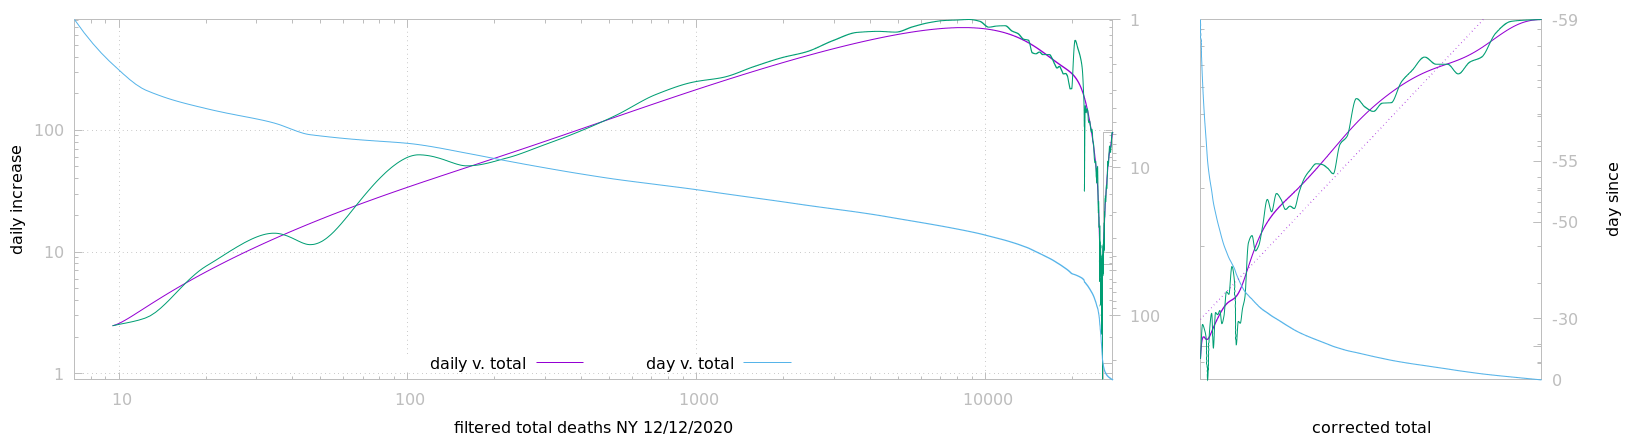 daily increase
100
10
1
10
100
1000
10000
1
10
100
daily v. total
day v. total
filtered total deaths NY 12/12/2020
-59
-55
-50
-30
0
day since
corrected total